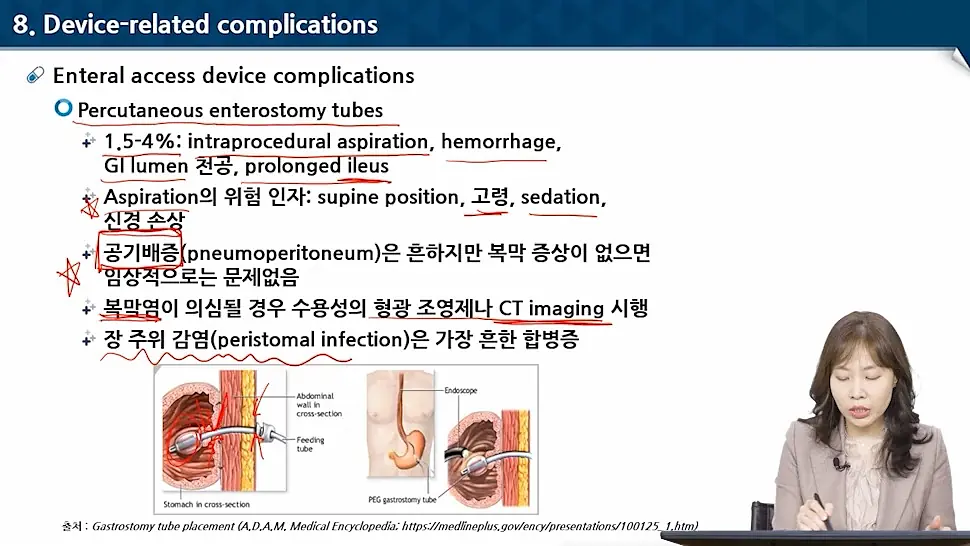 8. Device-related complications
Enteral access device complications
Percutaneous enterostomy tubes
1.5-4%: intraprocedural aspiration, hemorrhage,
GI lumen 천공, prolonged ileus
Aspiration의 위험 인자: supine position, 고령, sedation,
신경 손상
공기배증(pneumoperitoneum)은 흔하지만 복막 증상이 없으면
임상적으로는 문제없음
복막염이 의심될 경우 수용성의 형광 조영제나 CT imaging 시행
장 주위 감염(peristomal infection)은 가장 흔한 합병증
Abdominal
wall in
cross-section
Feeding
tube
Stomach in cross-section
Endoscope
PEG gastrostomy tube
출처 : Gastrostomy tube placement (A,D,A,M, Medical Encyclopedia; https://medlineplus,gov/ency/presentations/100125_1,htm)